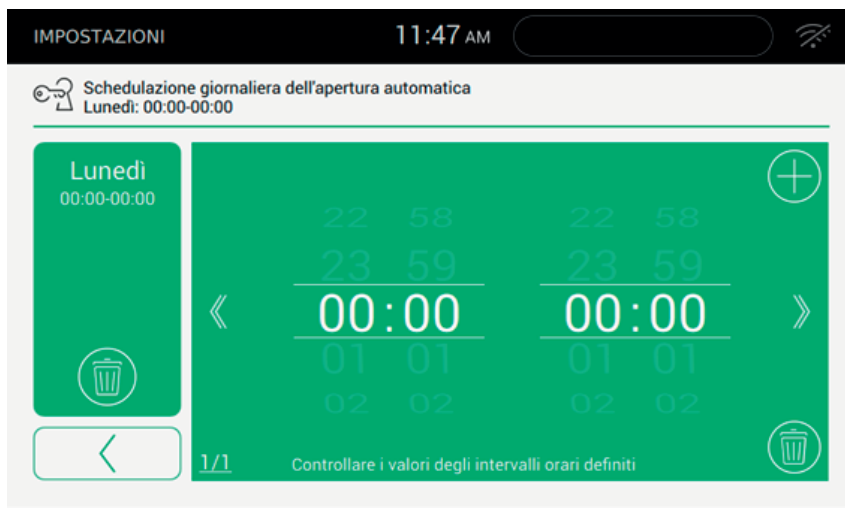 IMPOSTAZIONI
11:47 AM
Schedulazione giornaliera dell'apertura automatica
Lunedì: 00:00-00:00
Lunedì
00:00-00:00
22 58 22 58
23 59 23 59
00:00 00:00
01 01 01 01
02 02 02 02
1/1
Controllare i valori degli intervalli orari definiti